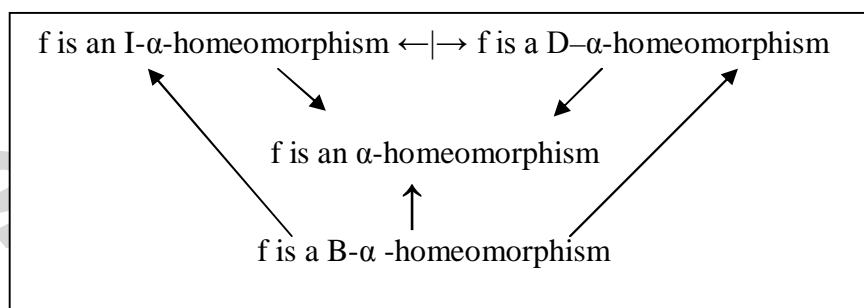 f is an I-α-homeomorphism ←|→ f is a D–α-homeomorphism
f is an α-homeomorphism
f is a B-α -homeomorphism